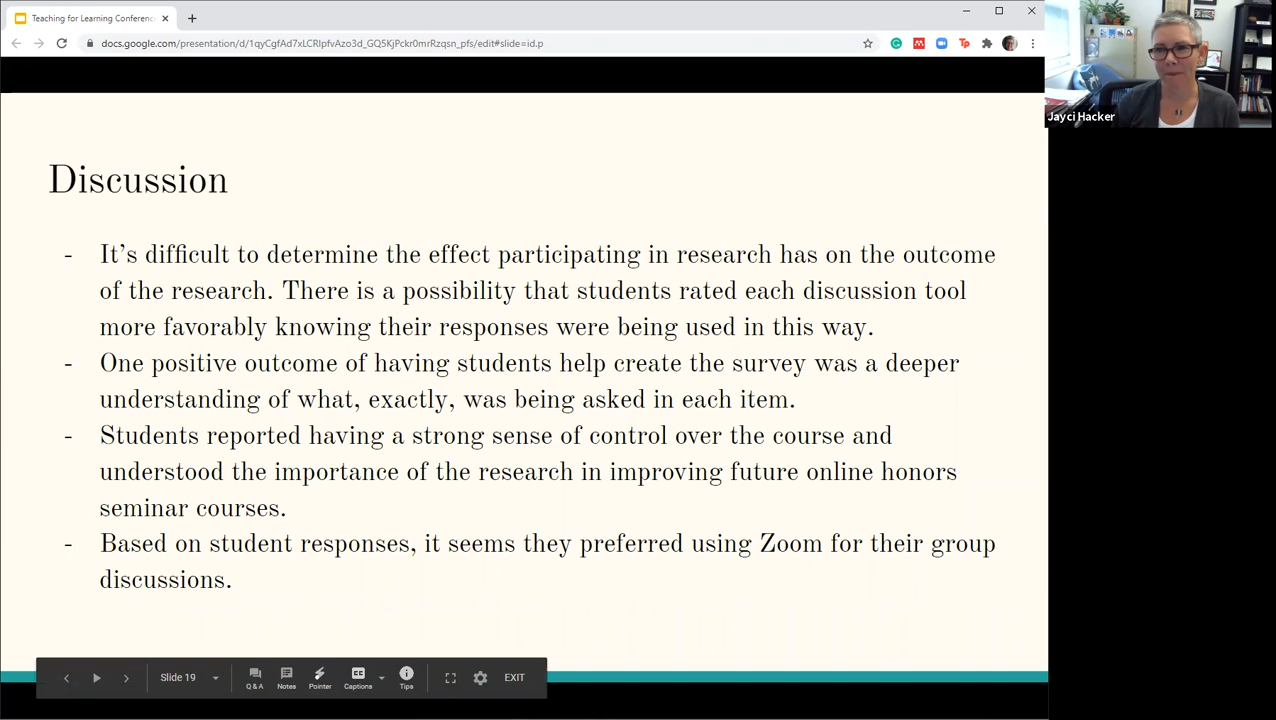 Teaching for Learning Conferenc
docs.google.com/presentation/d/1qyCgfAd7xLCRIpfvAzo3d_GQ5KjPckr0mrRzqsn_pfs/edit#slide=id.p
Jayci Hacker
Discussion
- It's difficult to determine the effect participating in research has on the outcome
of the research. There is a possibility that students rated each discussion tool
more favorably knowing their responses were being used in this way.
- One positive outcome of having students help create the survey was a deeper
understanding of what, exactly, was being asked in each item.
- Students reported having a strong sense of control over the course and
understood the importance of the research in improving future online honors
seminar courses.
- Based on student responses, it seems they preferred using Zoom for their group
discussions.
Slide 19 Q & A Notes Pointer Captions Tips EXIT